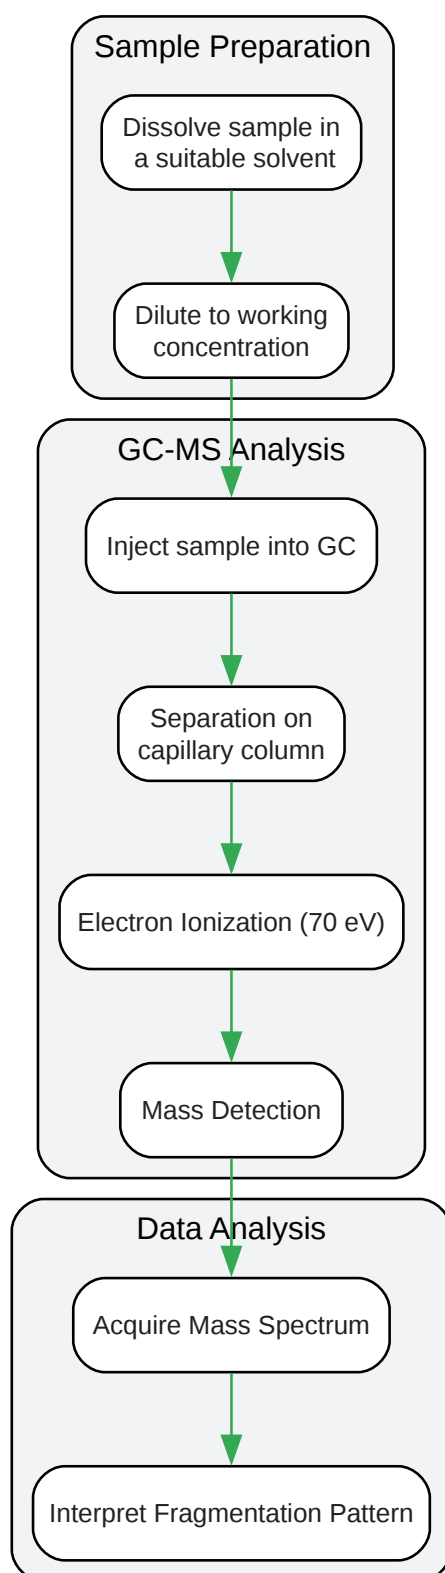 Sample Preparation
Dissolve sample in
a suitable solvent
Dilute to working
concentration
GC-MS Analysis
Inject sample into GC
Separation on
capillary column
Electron Ionization (70 eV)
Mass Detection
Data Analysis
Acquire Mass Spectrum
Interpret Fragmentation Pattern